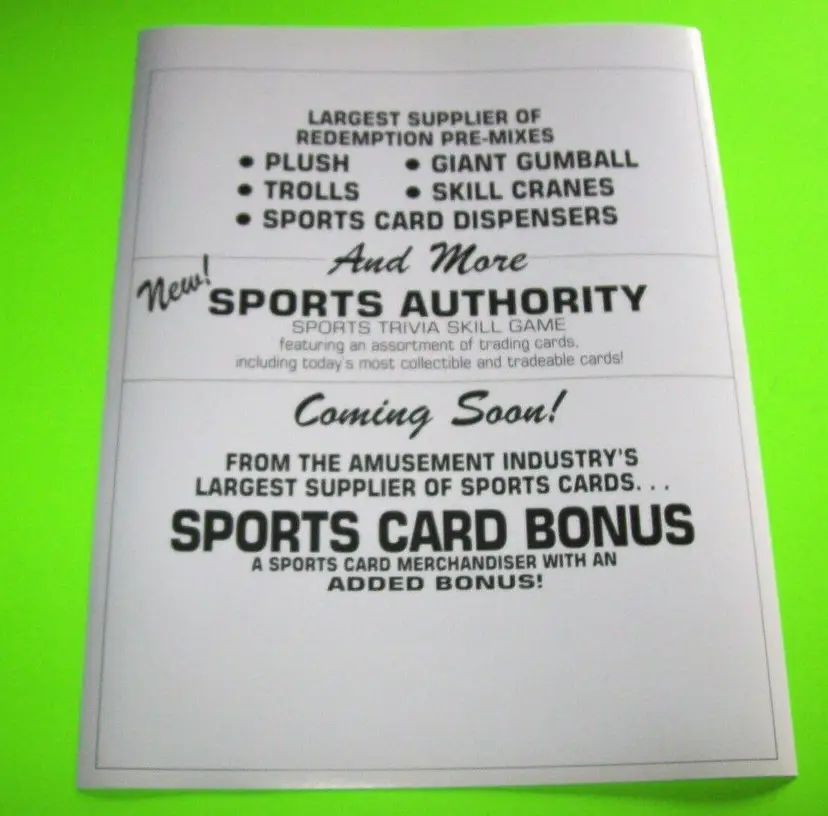 LARGEST SUPPLIER OF
REDEMPTION PRE-MIXES
• PLUSH • GIANT GUMBALL
• TROLLS • SKILL CRANES
• SPORTS CARD DISPENSERS
And More
New!
SPORTS AUTHORITY
SPORTS TRIVIA SKILL GAME
featuring an assortment of trading cards,
including today's most collectible and tradeable cards!
Coming Soon!
FROM THE AMUSEMENT INDUSTRY'S
LARGEST SUPPLIER OF SPORTS CARDS. . .
SPORTS CARD BONUS
A SPORTS CARD MERCHANDISER WITH AN
ADDED BONUS!